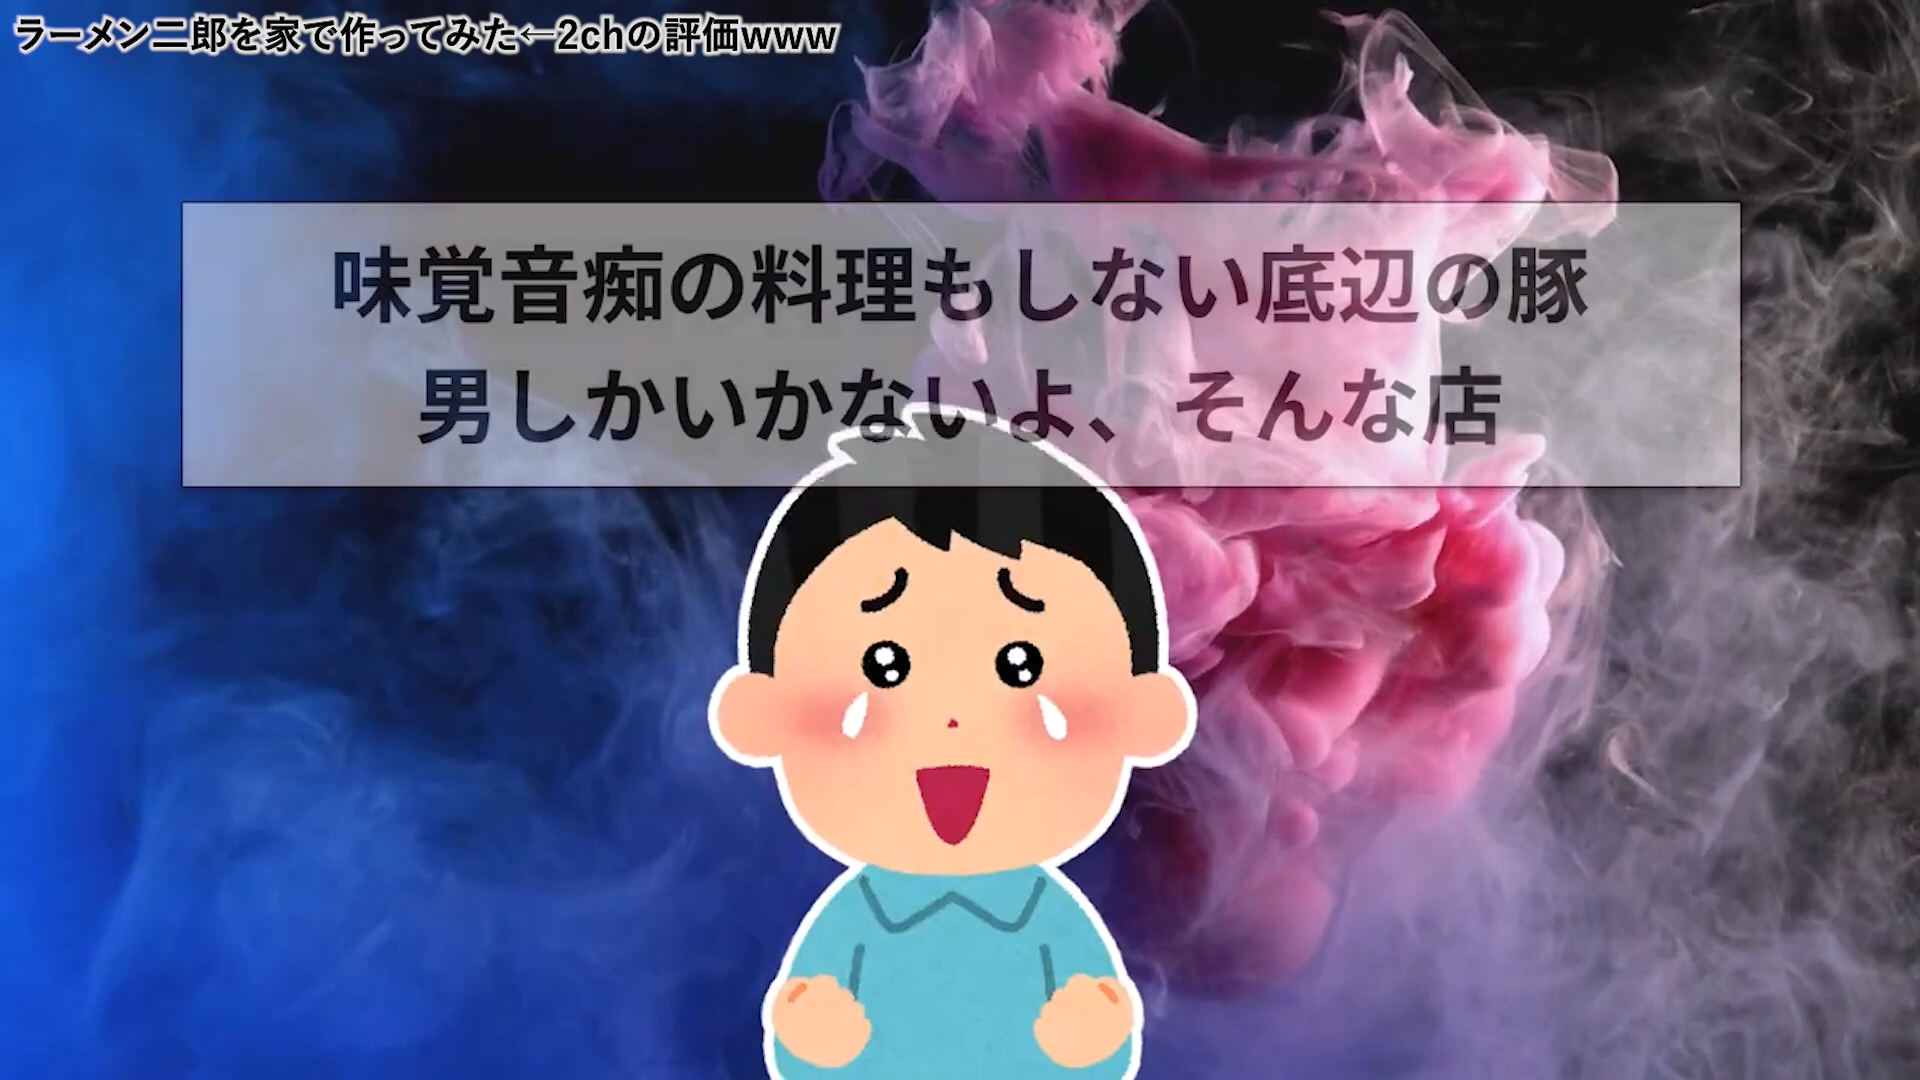 ラーメン二郎を家で作ってみた←2chの評価www
味覚音痴の料理もしない底辺の豚
男しかいかないよ、そんな店